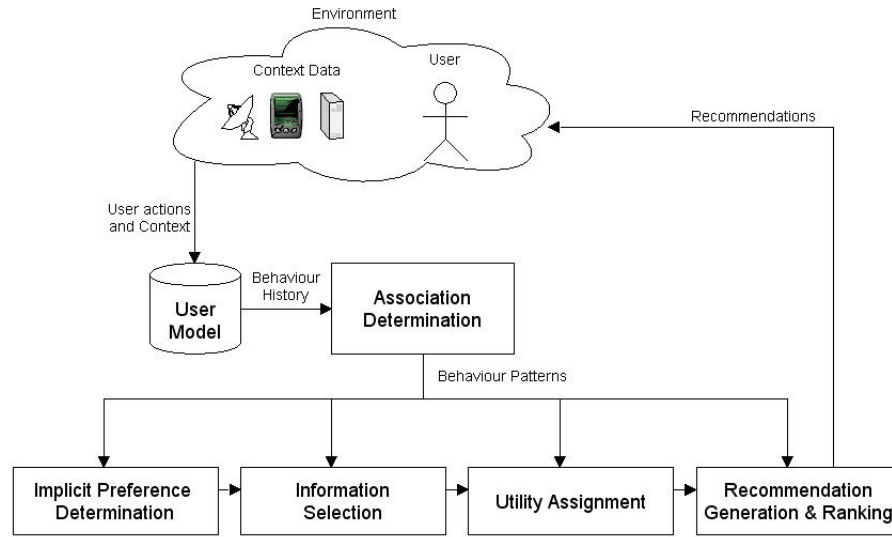 Environment
Context Data
User
Recommendations
User actions
and Context
User
Model
Behaviour
History
Association
Determination
Behaviour Patterns
Implicit Preference
Determination
Information
Selection
Utility Assignment
Recommendation
Generation & Ranking